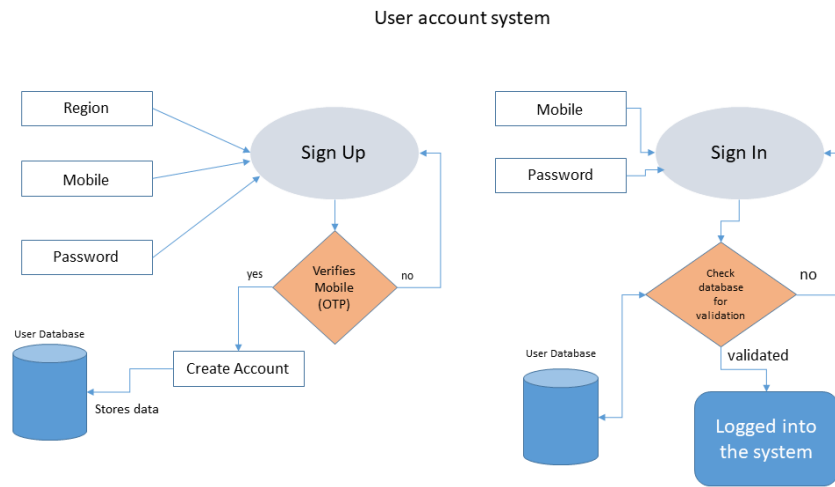 User account system
Region
Mobile
Password
Sign Up
yes
Verifies
Mobile
(OTP)
no
User Database
Create Account
Stores data
Mobile
Password
Sign In
Check
database
for
validation
no
User Database
validated
Logged into
the system